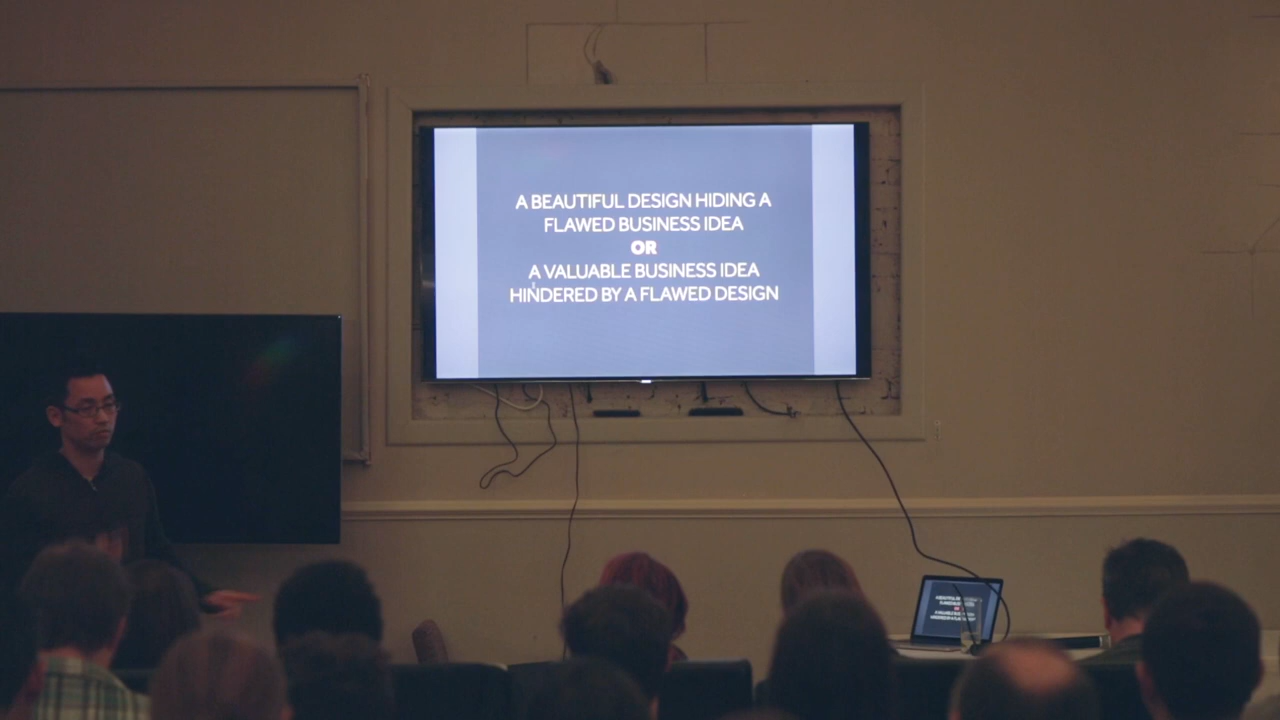 A BEAUTIFUL DESIGN HIDING A
FLAWED BUSINESS IDEA
OR
A VALUABLE BUSINESS IDEA
HINDERED BY A FLAWED DESIGN